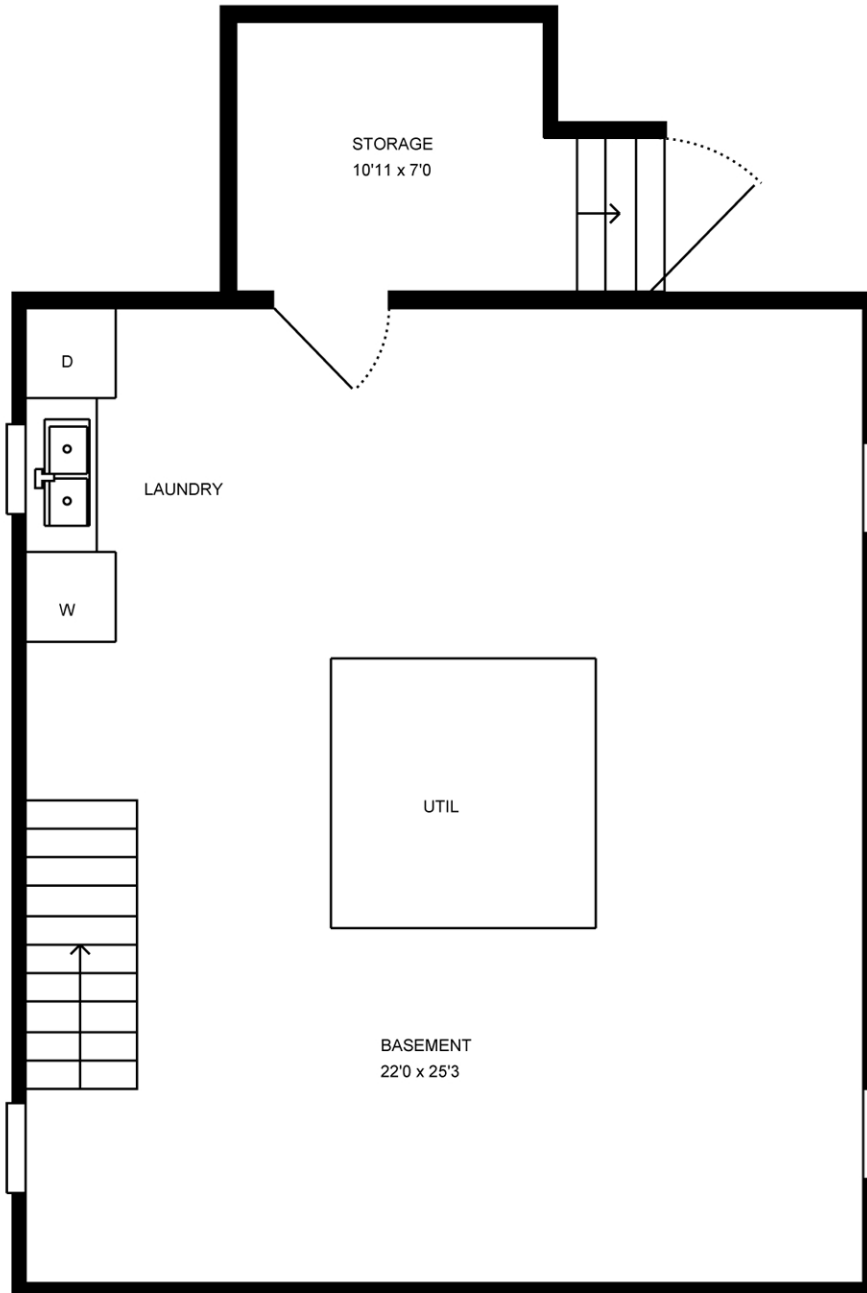 STORAGE
10'11 x 7'0
D
LAUNDRY
W
UTIL
BASEMENT
22'0 x 25'3